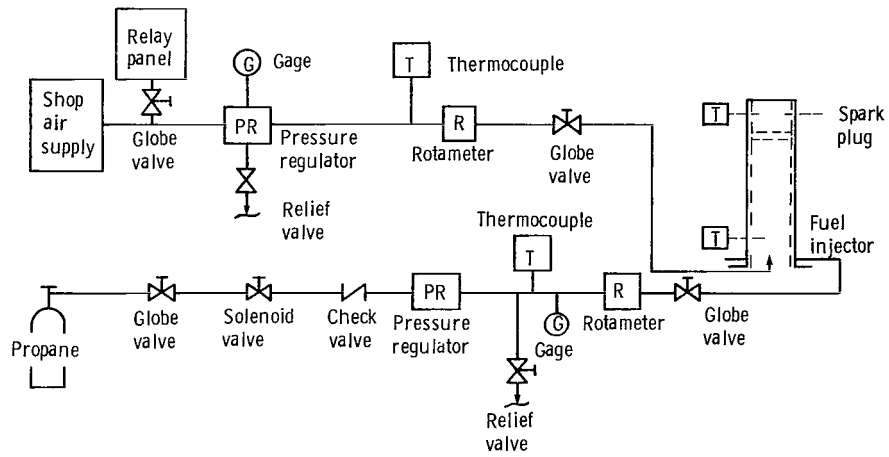 Relay
panel
G
Gage
T
Thermocouple
Shop
air
supply
Globe
valve
PR
Pressure
regulator
R
Rotameter
Globe
valve
T
Spark
plug
Relief
valve
Thermocouple
T
T
Fuel
injector
Propane
Globe
valve
Solenoid
valve
Check
valve
PR
Pressure
regulator
G
Gage
R
Rotameter
Globe
valve
Relief
valve